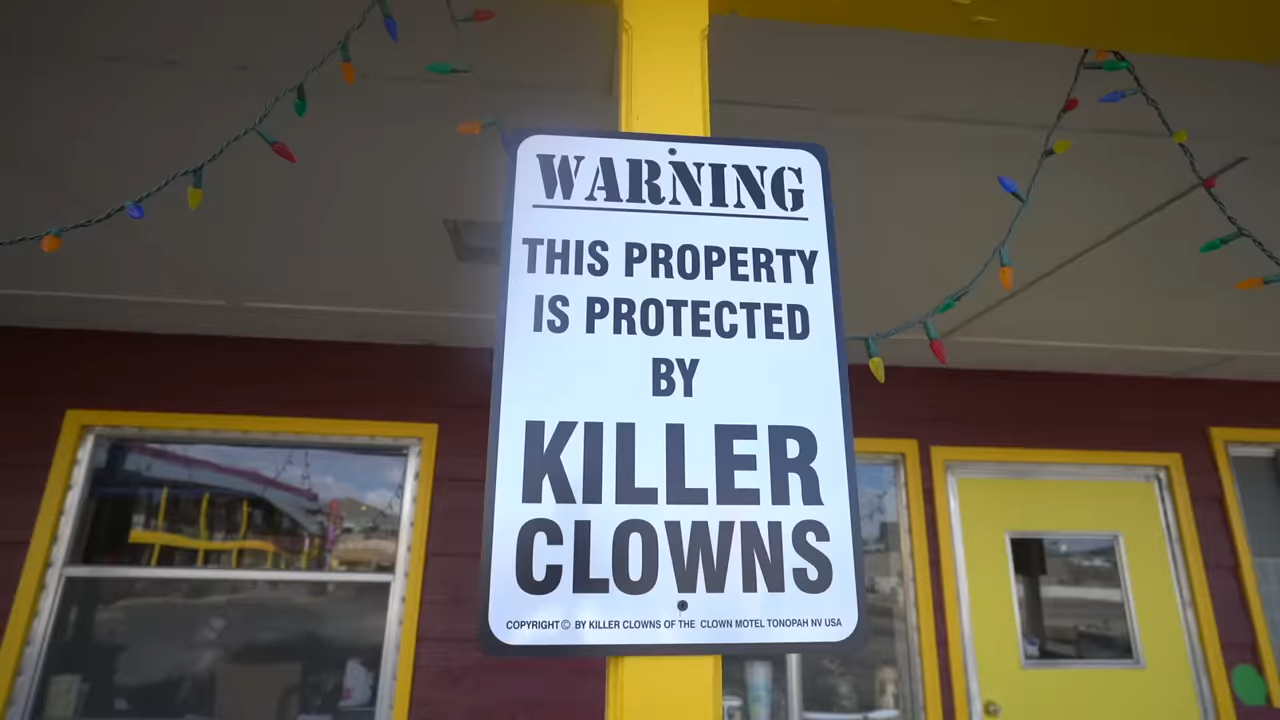 WARNING
THIS PROPERTY
IS PROTECTED
BY
KILLER
CLOWNS
COPYRIGHT© BY KILLER CLOWNS OF THE CLOWN MOTEL TONOPAH NV USA